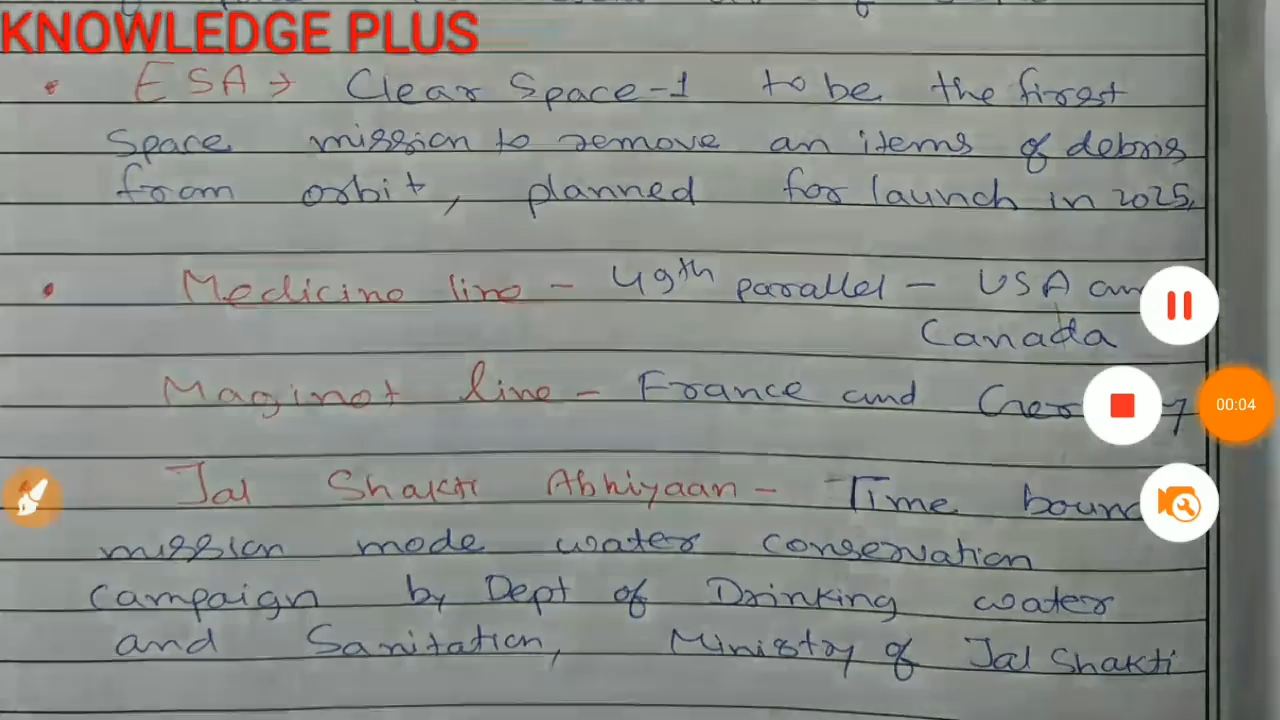 KNOWLEDGE PLUS
ESA → Clear Space-1 to be the first
Space mission to remove an items of debris
from orbit, planned for launch in 2025.
Medicine line - 49th parallel - USA an
Canada
Maginot line - France and Ger y
00:04
Jal Shakti Abhiyaan - Time boun
mission mode water conservation
campaign by Dept of Drinking water
and Sanitation, Ministry of Jal Shakti